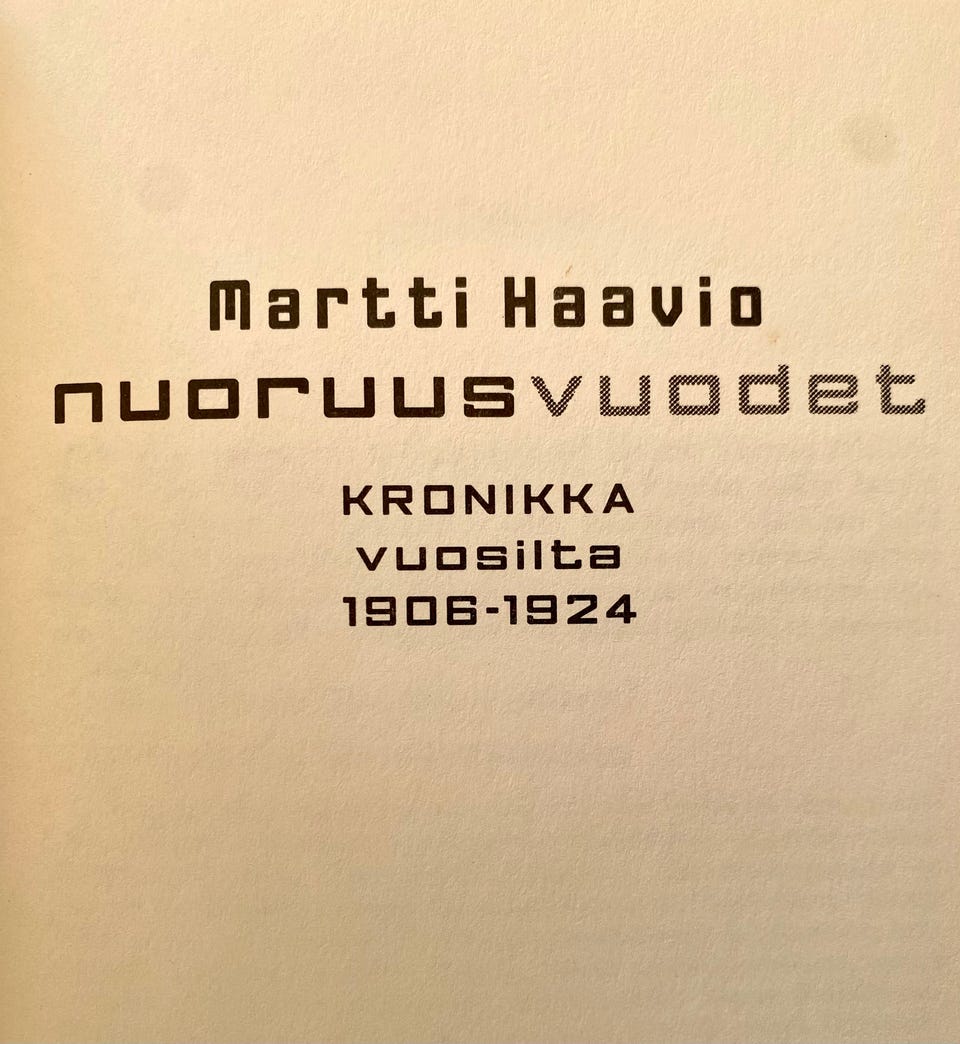 Martti Haavio
nuoruusvuodet
KRONIKKA
vuosilta
1906-1924